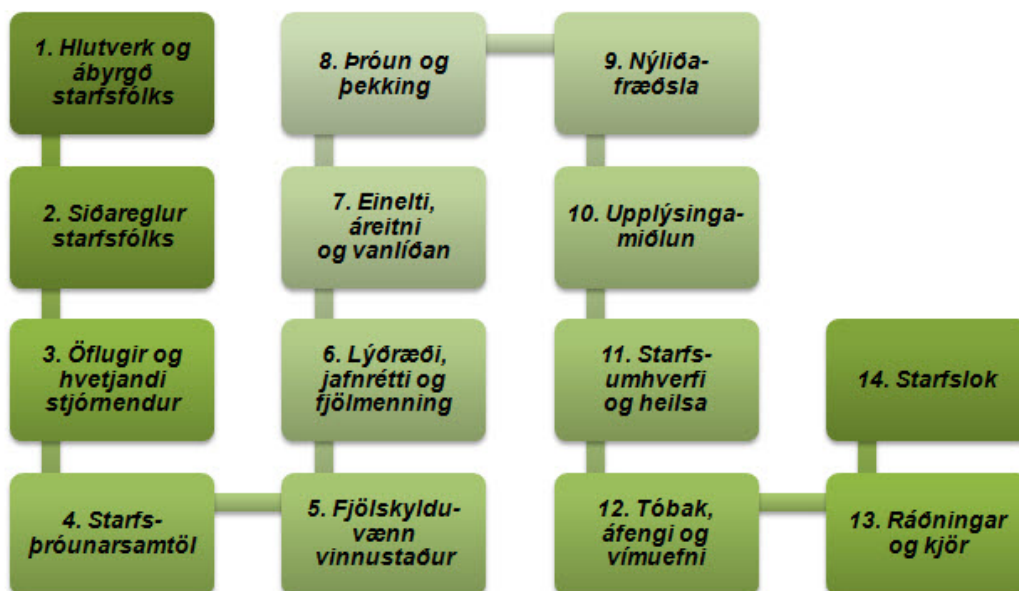 1. Hlutverk og
ábyrgð
starfsfólks
2. Siðareglur
starfsfólks
3. Öflugir og
hvetjandi
stjórnendur
4. Starfs-
þróunarsamtöl
5. Fjölskyldu-
vænn
vinnustaður
6. Lýðræði,
jafnrétti og
fjölmenning
7. Einelti,
áreitni
og vanlíðan
8. Þróun og
þekking
9. Nýliða-
fræðsla
10. Upplýsinga-
miðlun
11. Starfs-
umhverfi
og heilsa
12. Tóbak,
áfengi og
vímuefni
13. Ráðningar
og kjör
14. Starfslok